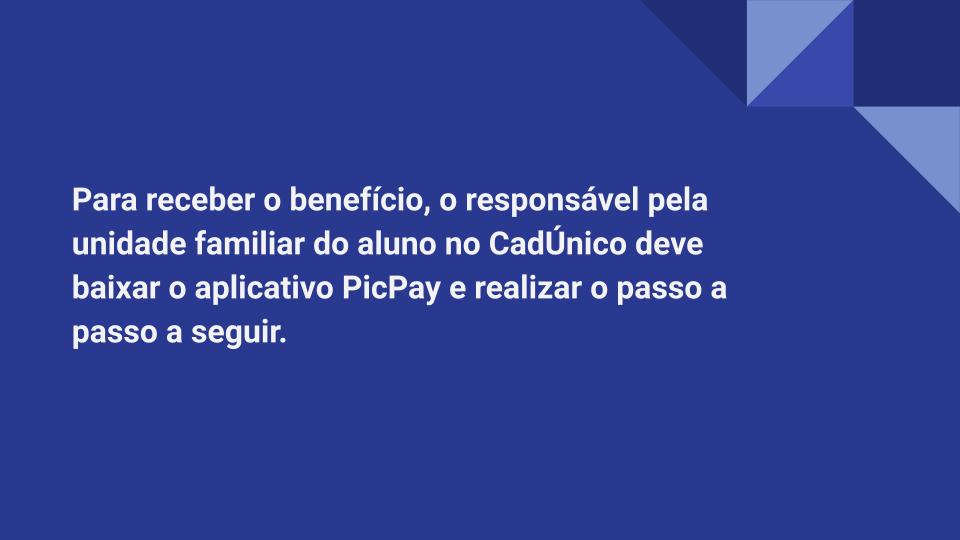 Para receber o benefício, o responsável pela
unidade familiar do aluno no CadÚnico deve
baixar o aplicativo PicPay e realizar o passo a
passo a seguir.